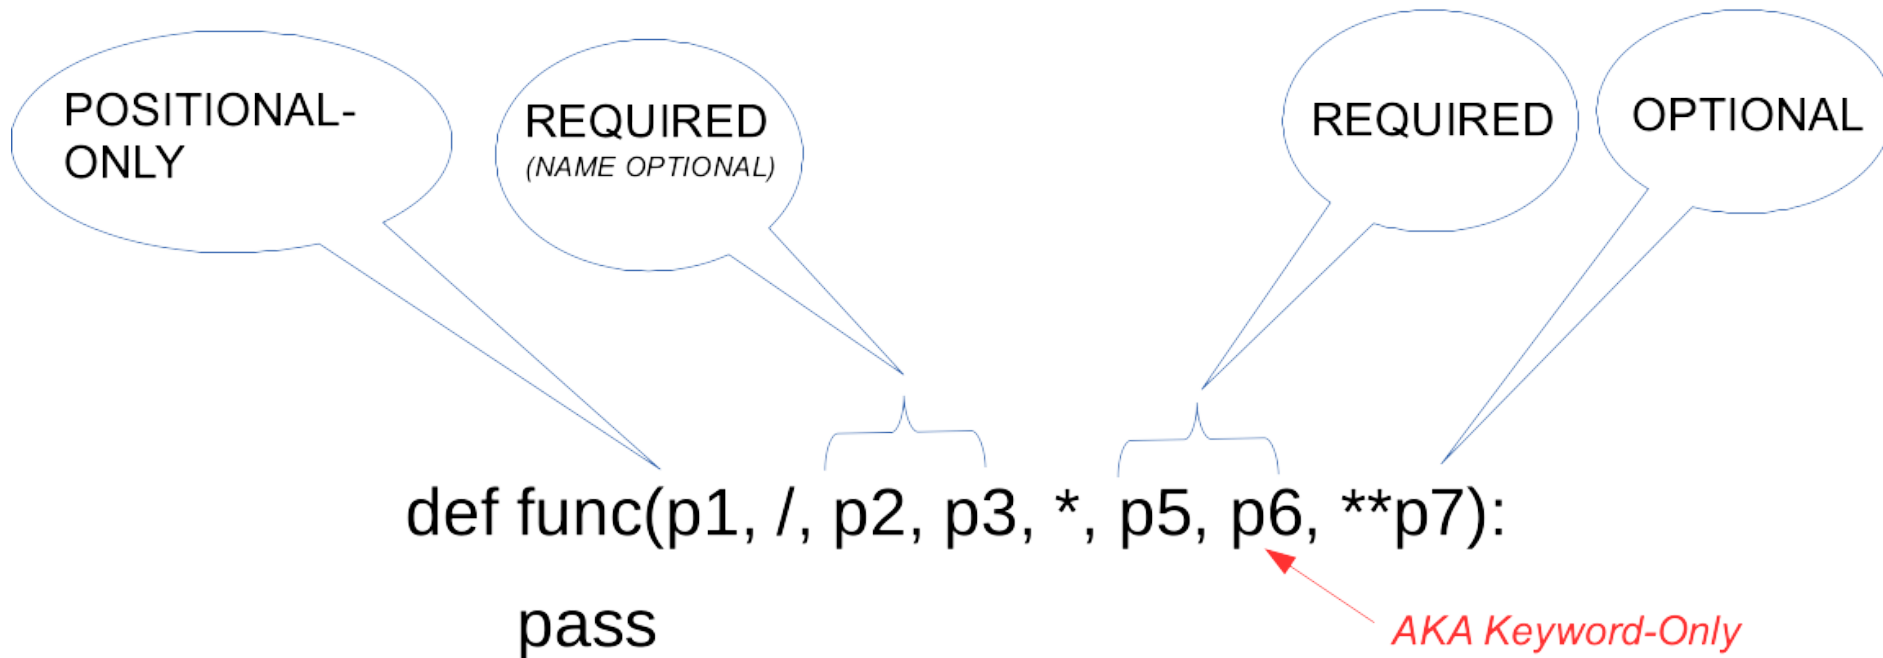 POSITIONAL-
ONLY
REQUIRED
(NAME OPTIONAL)
REQUIRED
OPTIONAL
def func(p1, /, p2, p3, *, p5, p6, **p7):
pass
AKA Keyword-Only